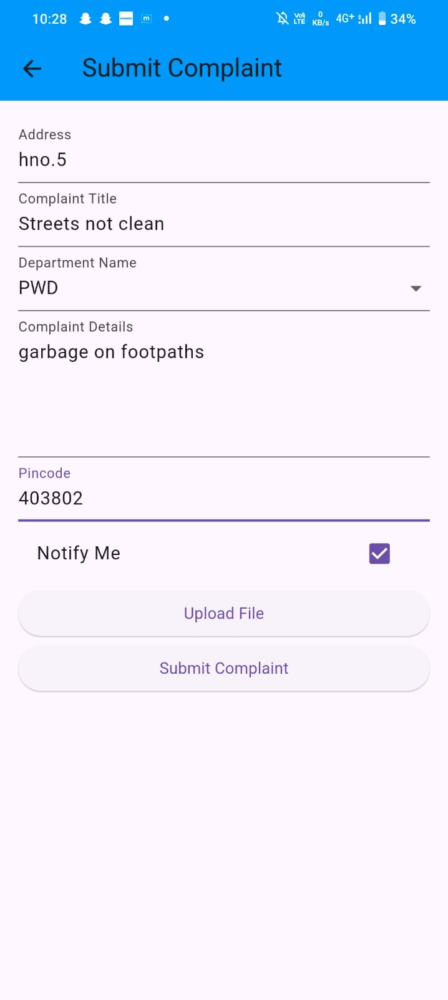 10:28 m Vol LTE 0 KB/s 4G+ 34%
Submit Complaint
Address
hno.5
Complaint Title
Streets not clean
Department Name
PWD
Complaint Details
garbage on footpaths
Pincode
403802
Notify Me
Upload File
Submit Complaint